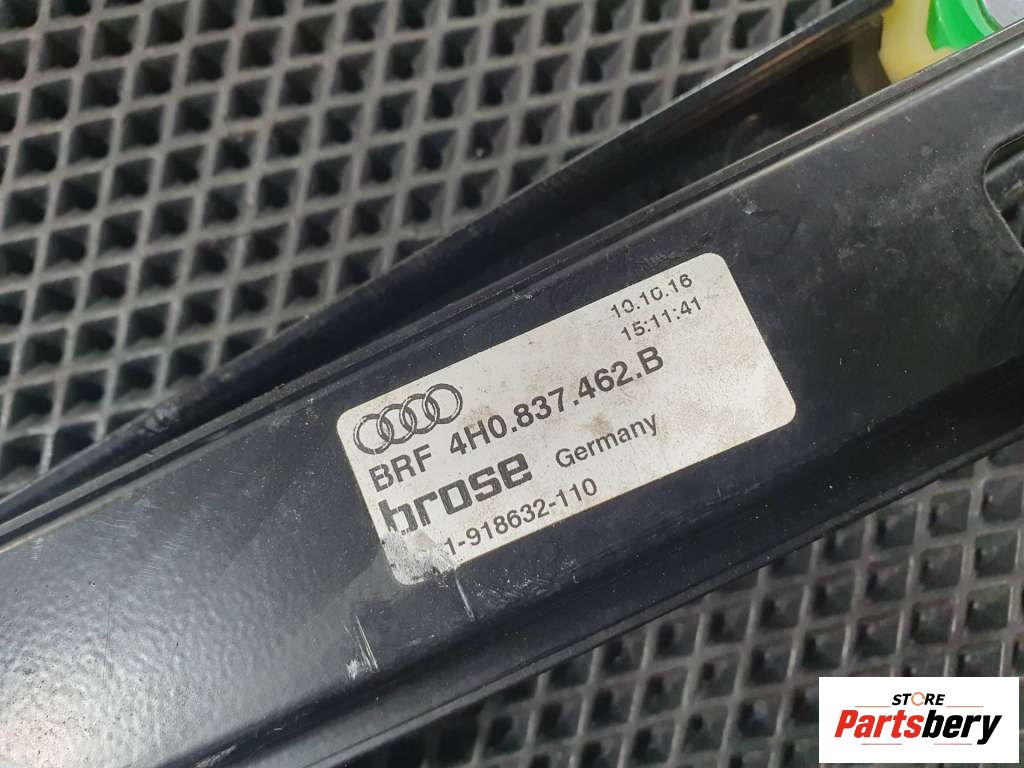 10.10.16
15:11:41
BRF 4H0.837.462.B
brose Germany
1-918632-110
STORE
Partsbery